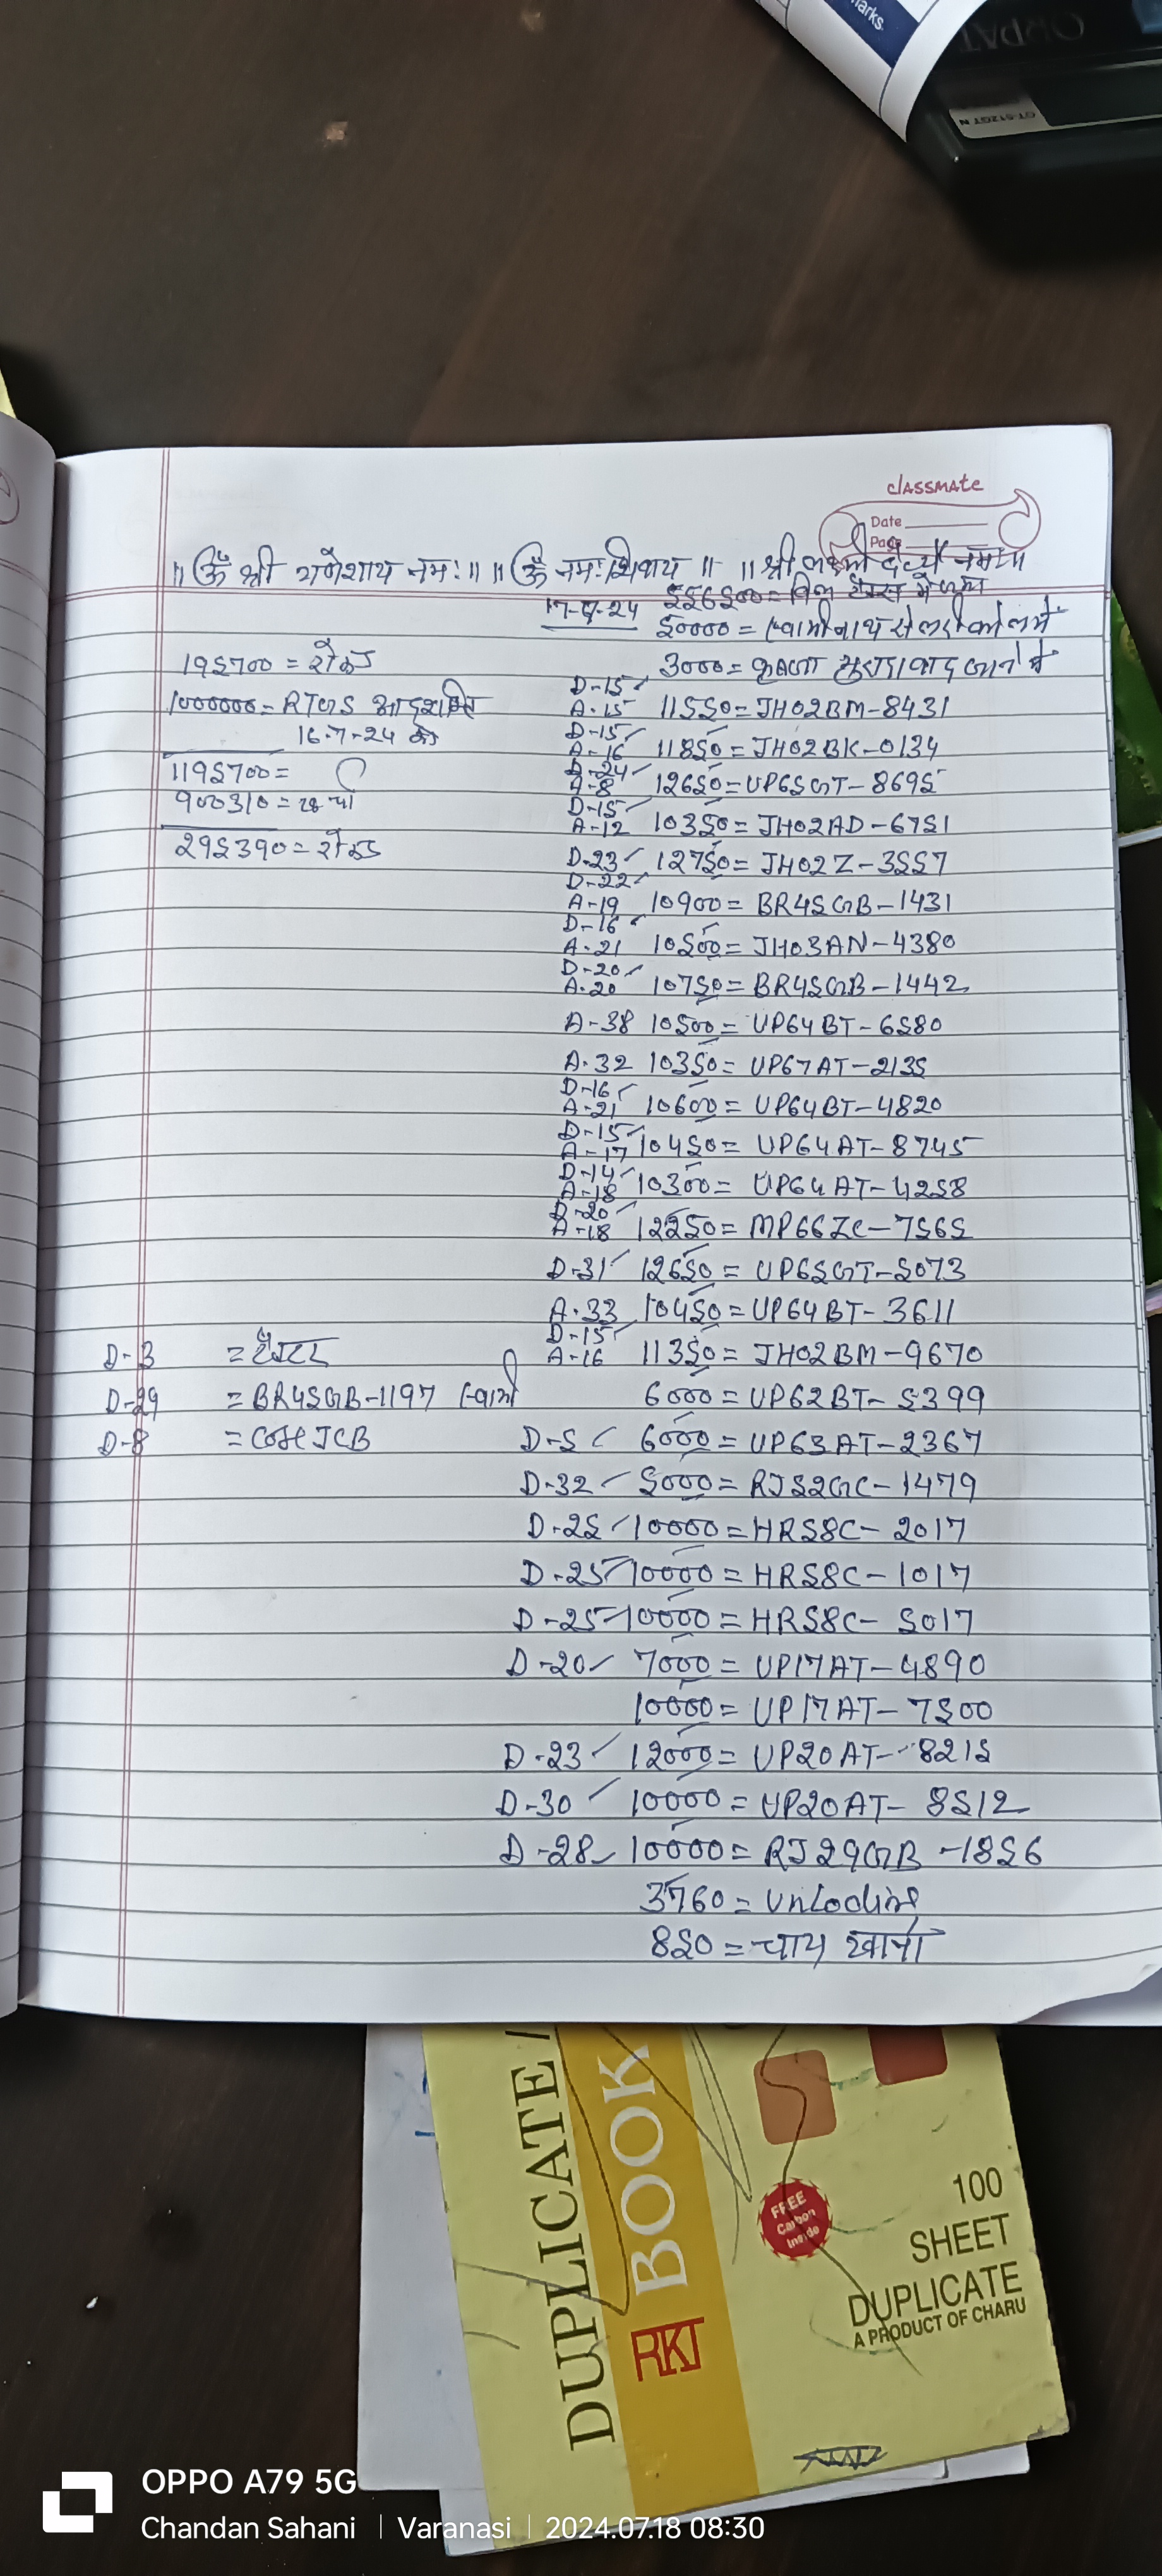 arks.
ORPAT
OT-512GT N
classmate
Date
Page
॥ ॐ श्री गणेशाय नमः ॥ ॥ ॐ नमः शिवाय ॥ ॥ श्री लक्ष्मी देव्यै नमः ॥
17-7-24
556500 =
50000 =
195700 = रोकड़
3000 =
1000000 = RTGS
16-7-24 को
1195700 =
900310 = खर्चा
295390 = रोकड़
D-15
A-15 11550 = JH02BM-8431
D-15
A-16 11850 = JH02BK-0134
D-24
A-8 12650 = UP65GT-8695
D-15
A-12 10350 = JH02AD-6751
D-23 12750 = JH02Z-3557
D-22
A-19 10900 = BR45GB-1431
D-16
A-21 10500 = JH03AN-4380
D-20
A-20 10750 = BR45GB-1442
A-38 10500 = UP64BT-6580
A-32 10350 = UP67AT-2135
D-16
A-21 10600 = UP64BT-4820
D-15
A-17 10450 = UP64AT-8745
D-14
A-18 10300 = UP64AT-4258
D-20
A-18 12250 = MP66ZC-7565
D-31 12650 = UP65GT-5073
A-33 10450 = UP64BT-3611
D-15
D-3
A-16 11350 = JH02BM-9670
D-29 = BR45GB-1197 स्वामी
6000 = UP62BT-5399
D-8 = JCB
D-5 6000 = UP63AT-2367
D-32 5000 = RJ52GC-1479
D-25 10000 = HR58C-2017
D-25 10000 = HR58C-1017
D-25 10000 = HR58C-5017
D-20 7000 = UP17AT-4890
10000 = UP17AT-7500
D-23 12000 = UP20AT-8215
D-30 10000 = UP20AT-8512
D-28 10000 = RJ29GB-1856
3760 = Unloding
850 = चाय खाना
DUPLICATE /
RKT BOOK
FREE
Carbon
Inside
100
SHEET
DUPLICATE
A PRODUCT OF CHARU
OPPO A79 5G
Chandan Sahani | Varanasi | 2024.07.18 08:30